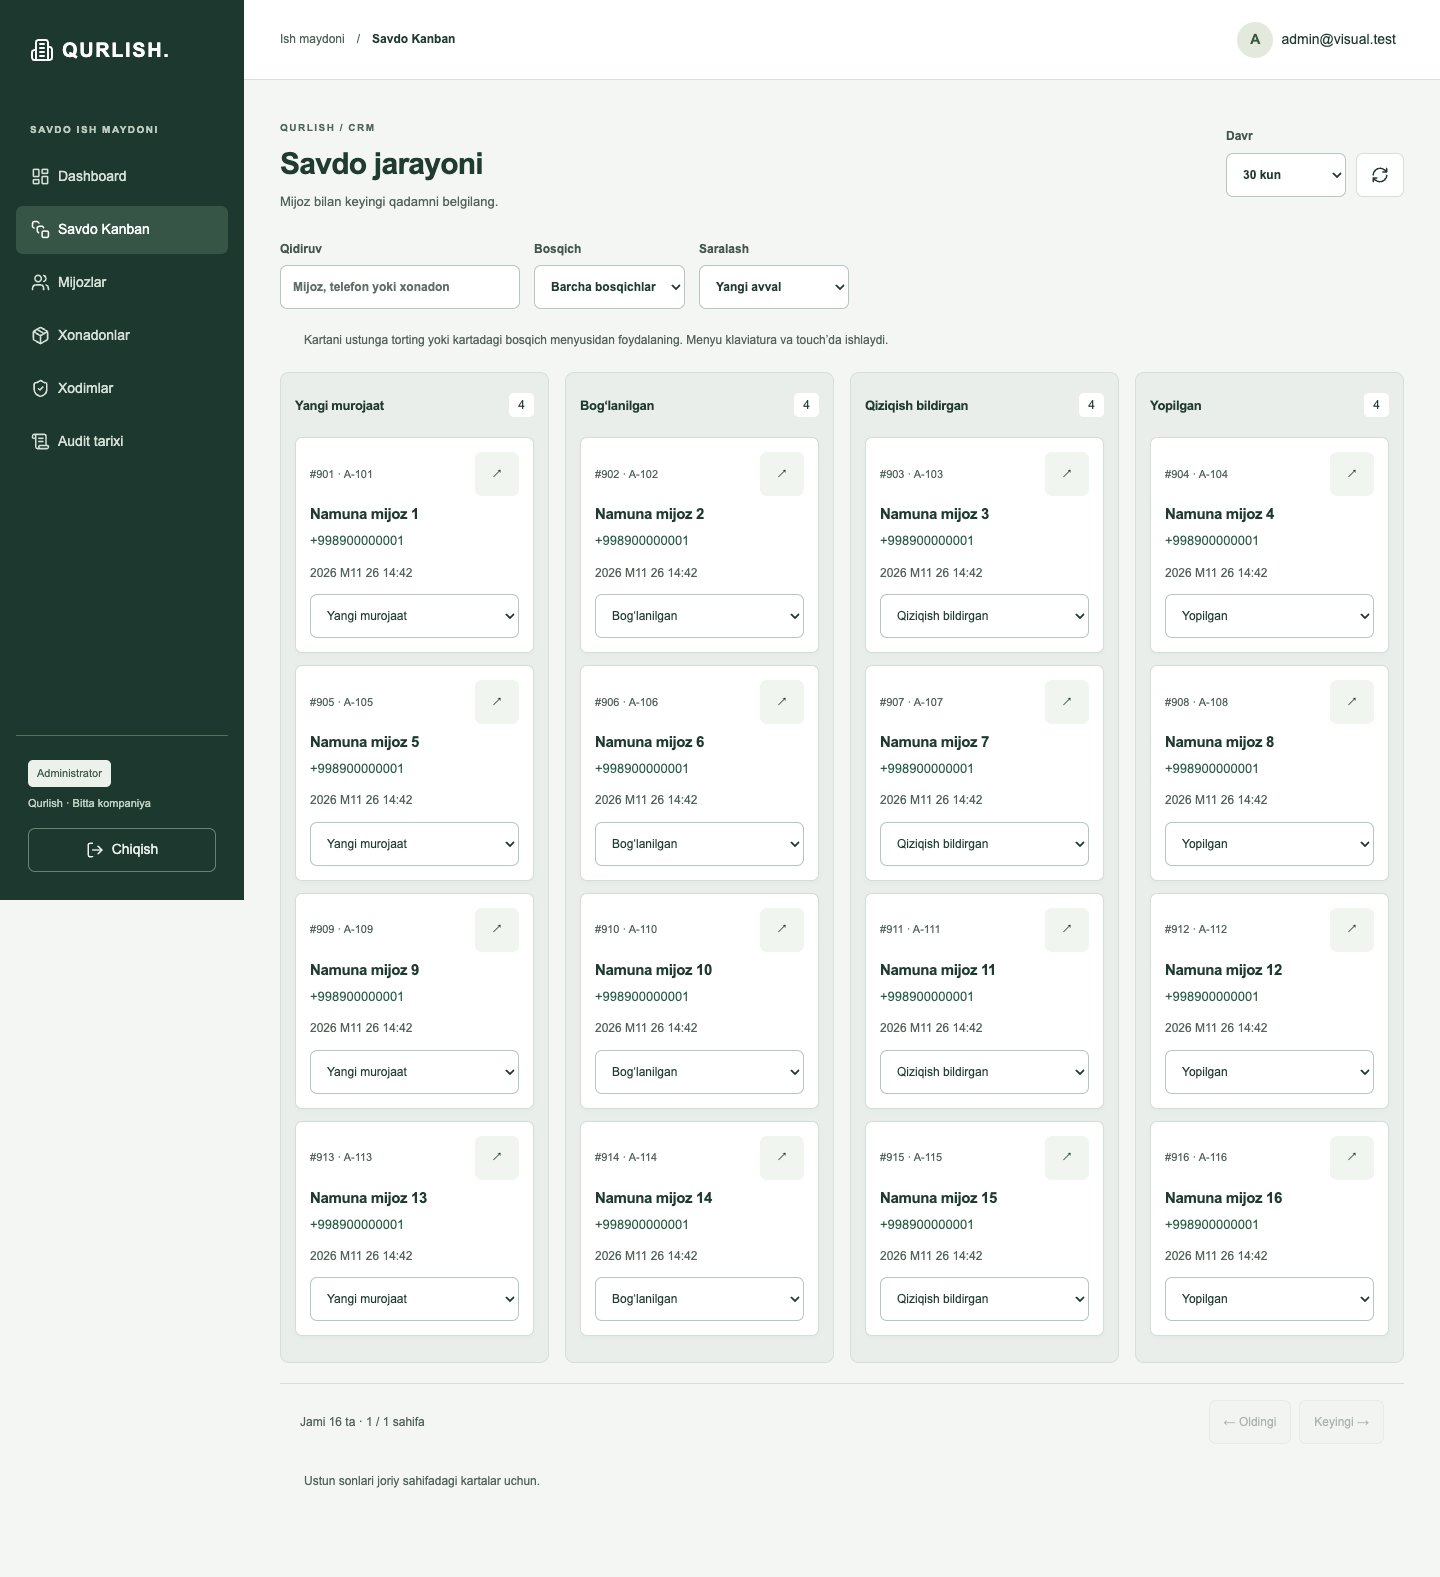 QURLISH.
SAVDO ISH MAYDONI
Dashboard
Savdo Kanban
Mijozlar
Xonadonlar
Xodimlar
Audit tarixi
Administrator
Qurlish · Bitta kompaniya
Chiqish
Ish maydoni / Savdo Kanban
A admin@visual.test
QURLISH / CRM
Savdo jarayoni
Mijoz bilan keyingi qadamni belgilang.
Davr
30 kun
Qidiruv Bosqich Saralash
Mijoz, telefon yoki xonadon Barcha bosqichlar Yangi avval
Kartani ustunga torting yoki kartadagi bosqich menyusidan foydalaning. Menyu klaviatura va touch’da ishlaydi.
Yangi murojaat 4
#901 · A-101 ↗
Namuna mijoz 1
+998900000001
2026 M11 26 14:42
Yangi murojaat
#905 · A-105 ↗
Namuna mijoz 5
+998900000001
2026 M11 26 14:42
Yangi murojaat
#909 · A-109 ↗
Namuna mijoz 9
+998900000001
2026 M11 26 14:42
Yangi murojaat
#913 · A-113 ↗
Namuna mijoz 13
+998900000001
2026 M11 26 14:42
Yangi murojaat
Bog‘lanilgan 4
#902 · A-102 ↗
Namuna mijoz 2
+998900000001
2026 M11 26 14:42
Bog‘lanilgan
#906 · A-106 ↗
Namuna mijoz 6
+998900000001
2026 M11 26 14:42
Bog‘lanilgan
#910 · A-110 ↗
Namuna mijoz 10
+998900000001
2026 M11 26 14:42
Bog‘lanilgan
#914 · A-114 ↗
Namuna mijoz 14
+998900000001
2026 M11 26 14:42
Bog‘lanilgan
Qiziqish bildirgan 4
#903 · A-103 ↗
Namuna mijoz 3
+998900000001
2026 M11 26 14:42
Qiziqish bildirgan
#907 · A-107 ↗
Namuna mijoz 7
+998900000001
2026 M11 26 14:42
Qiziqish bildirgan
#911 · A-111 ↗
Namuna mijoz 11
+998900000001
2026 M11 26 14:42
Qiziqish bildirgan
#915 · A-115 ↗
Namuna mijoz 15
+998900000001
2026 M11 26 14:42
Qiziqish bildirgan
Yopilgan 4
#904 · A-104 ↗
Namuna mijoz 4
+998900000001
2026 M11 26 14:42
Yopilgan
#908 · A-108 ↗
Namuna mijoz 8
+998900000001
2026 M11 26 14:42
Yopilgan
#912 · A-112 ↗
Namuna mijoz 12
+998900000001
2026 M11 26 14:42
Yopilgan
#916 · A-116 ↗
Namuna mijoz 16
+998900000001
2026 M11 26 14:42
Yopilgan
Jami 16 ta · 1 / 1 sahifa
← Oldingi Keyingi →
Ustun sonlari joriy sahifadagi kartalar uchun.